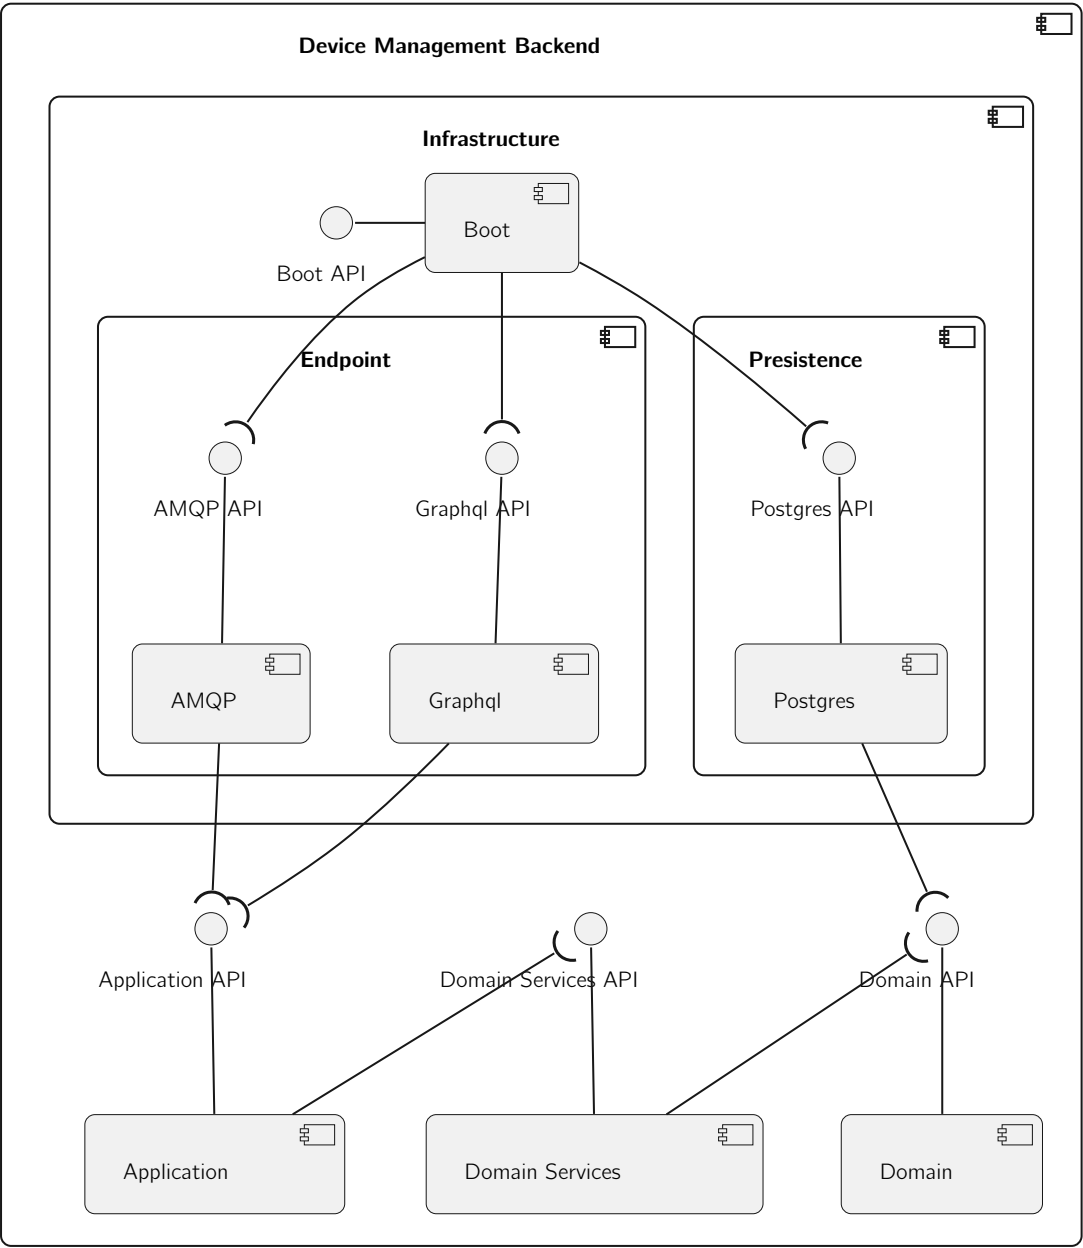 Device Management Backend
Infrastructure
Boot
Boot API
Endpoint
Presistence
AMQP API
Graphql API
Postgres API
AMQP
Graphql
Postgres
Application API
Domain Services API
Domain API
Application
Domain Services
Domain